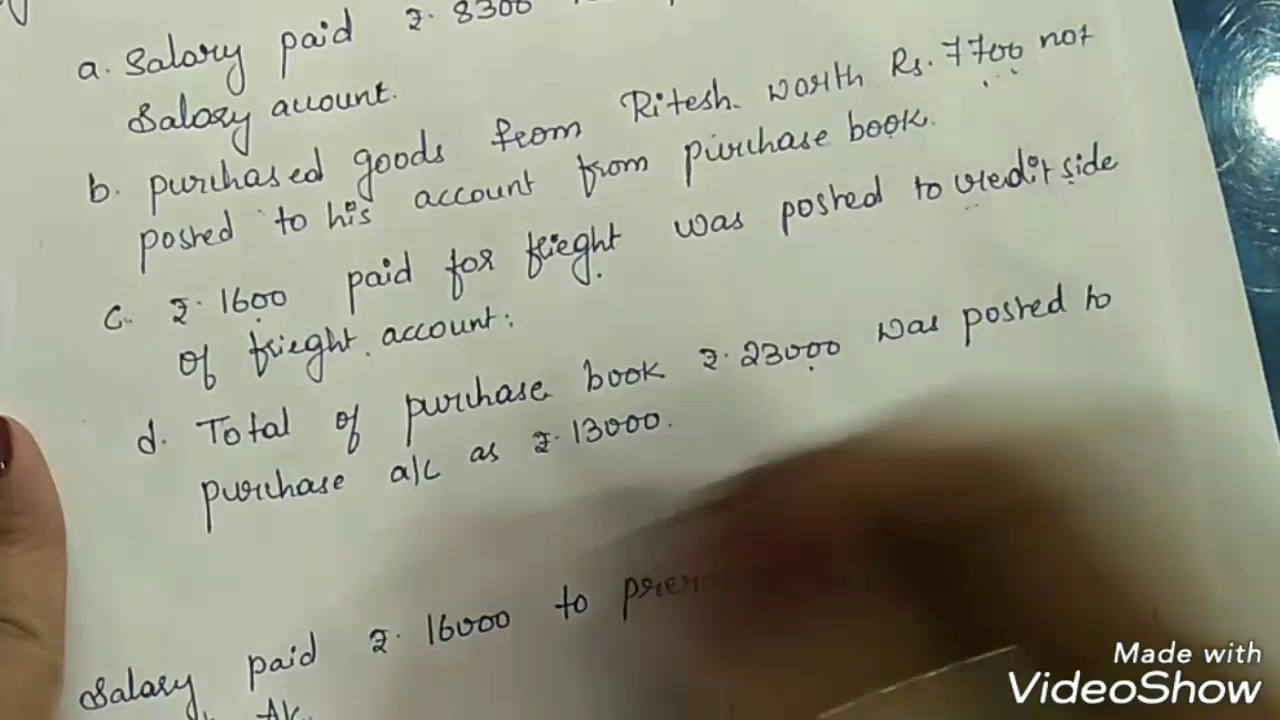 a. Salary paid ₹. 8300
Salary account.
b. purchased goods from Ritesh worth Rs. 7700 not
posted to his account from purchase book.
c. ₹. 1600 paid for frieght was posted to credit side
of frieght account.
d. Total of purchase book ₹. 23000 was posted to
purchase a/c as ₹. 13000.
Salary paid ₹. 16000 to
A/c
Made with
VideoShow